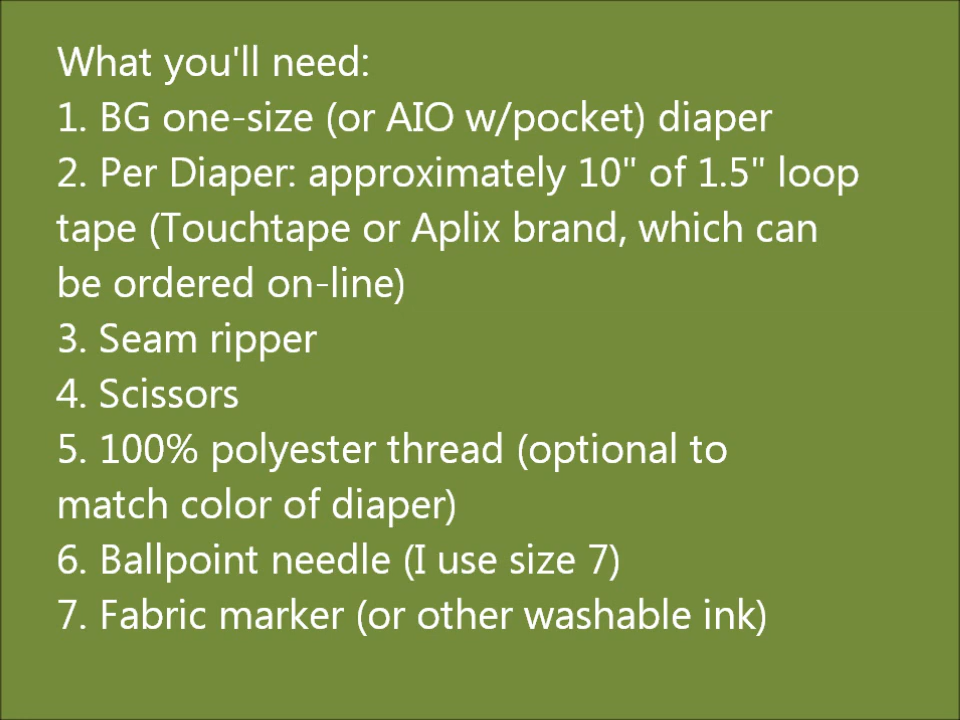 What you'll need:
1. BG one-size (or AIO w/pocket) diaper
2. Per Diaper: approximately 10" of 1.5" loop
tape (Touchtape or Aplix brand, which can
be ordered on-line)
3. Seam ripper
4. Scissors
5. 100% polyester thread (optional to
match color of diaper)
6. Ballpoint needle (I use size 7)
7. Fabric marker (or other washable ink)